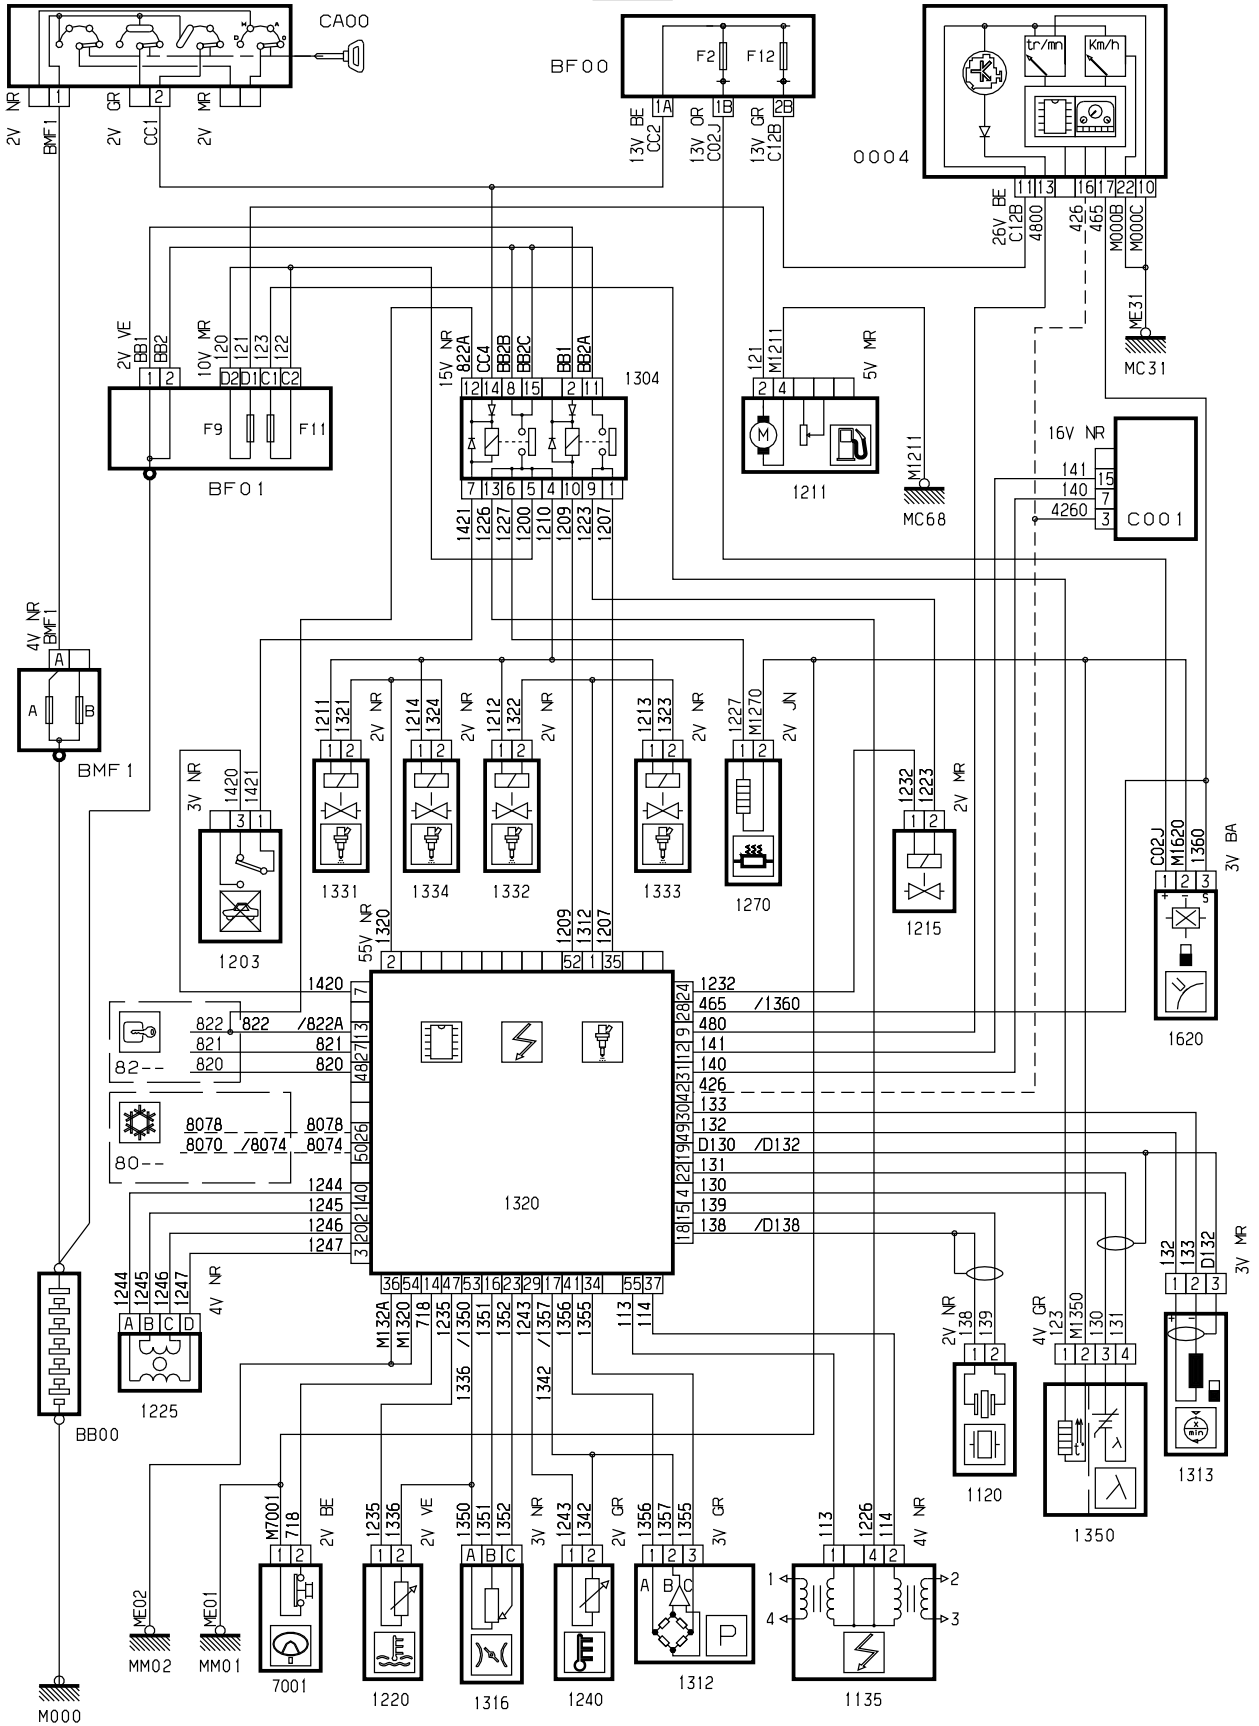 CA00
H A
D D
1
2
2V NR
BMF1
2V GR
CC1
2V MR
BF00
F2
F12
1A
1B
2B
13V BE
CC2
13V OR
C02J
13V GR
C12B
0004
tr/mn
Km/h
11 13 16 17 22 10
26V BE
C12B
4800
426
465
M000B
M000C
ME31
MC31
2V VE
BB1
BB2
10V MR
120
121
123
122
1 2
D2 D1 C1 C2
F9
F11
BF01
15V NR
822A
CC4
BB2B
BB2C
BB1
BB2A
12 14 8 15 2 11
1304
7 13 6 5 4 10 9 1
1421
1226
1227
1200
1210
1209
1223
1207
121
M1211
5V MR
2 4
M
1211
M1211
MC68
16V NR
141
15
140
7
4260
3
C001
4V NR
BMF1
A
A
B
BMF1
3V NR
1420
1421
3 1
1203
1211
1321
2V NR
1 2
1331
1214
1324
2V NR
1 2
1334
1212
1322
2V NR
1 2
1332
1213
1323
2V NR
1 2
1333
1227
M1270
2V JN
1 2
1270
1232
1223
2V MR
1 2
1215
C02J
M1620
1360
3V BA
1 2 3
+ − S
1620
55V NR
1320
1209
1312
1207
2 52 1 35
1420
7
822 822 /822A
13
821 821
27
820 820
48
82--
8078 8078
26
8070 /8074 8074
50
80--
1244
40
1245
21
1246
20
1247
3
1320
24
1232
28
465 /1360
9
480
12
141
31
140
42
426
30
133
49
132
19
D130 /D132
22
131
4
130
15
139
18
138 /D138
36 54 14 47 53 16 23 29 17 41 34 55 37
M132A
M1320
718
1235
1336 /1350
1351
1352
1243
1342 /1357
1356
1355
113
114
1244
1245
1246
1247
4V NR
A B C D
1225
BB00
M000
ME02
MM02
ME01
MM01
M7001
718
2V BE
1 2
7001
1235
1336
2V VE
1 2
1220
1350
1351
1352
3V NR
A B C
1316
1243
1342
2V GR
1 2
1240
1356
1357
1355
3V GR
1 2 3
A B C
P
1312
113
1226
114
4V NR
1 4 2
1
4
2
3
1135
2V NR
138
139
1 2
1120
4V GR
123
M1350
130
131
1 2 3 4
t°
λ
λ
1350
132
133
D132
3V MR
1 2 3
+ −
x
min
1313